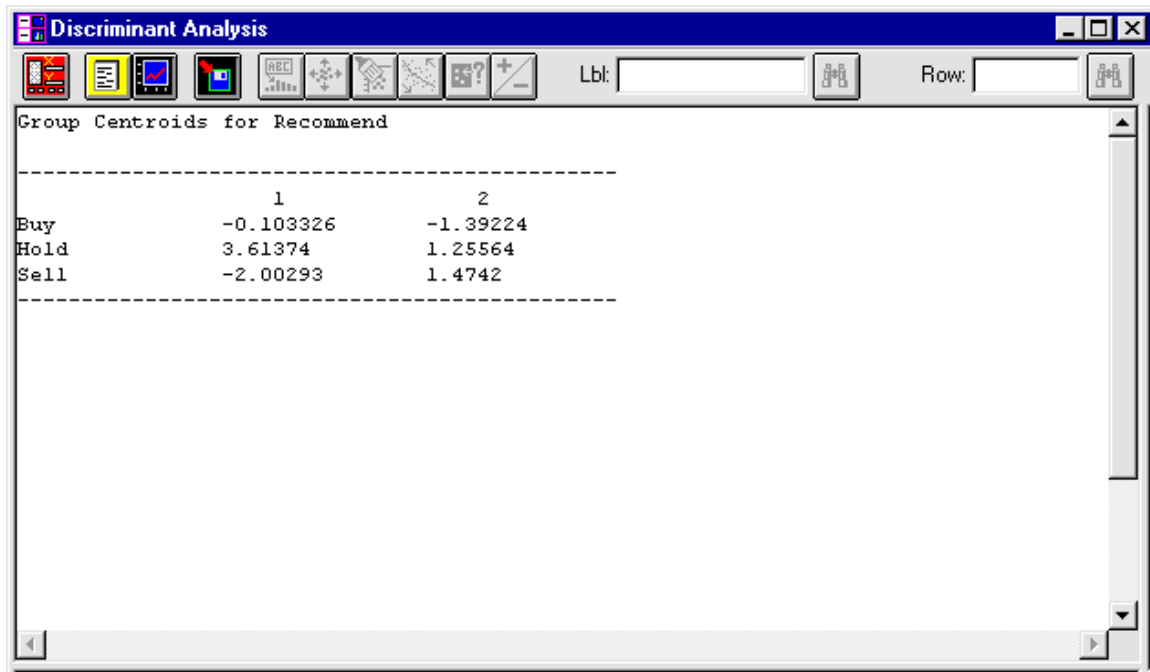 Discriminant Analysis
ABC
Lbl: Row:
Group Centroids for Recommend
---------------------------------------------
1 2
Buy -0.103326 -1.39224
Hold 3.61374 1.25564
Sell -2.00293 1.4742
---------------------------------------------